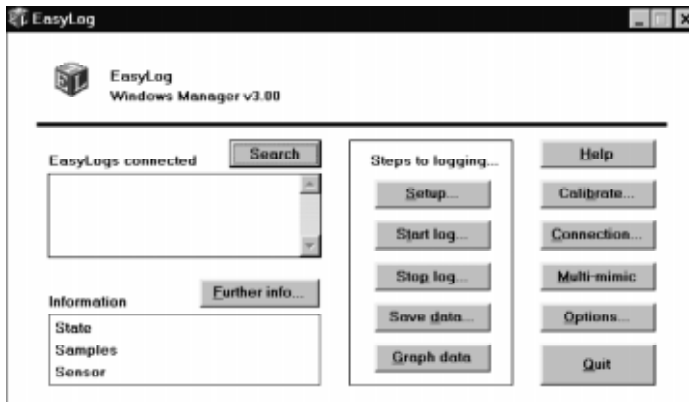 EasyLog
EasyLog
Windows Manager v3.00
EasyLogs connected
Search
Information
Further info...
State
Samples
Sensor
Steps to logging...
Setup...
Start log...
Stop log...
Save data...
Graph data
Help
Calibrate...
Connection...
Multi-mimic
Options...
Quit